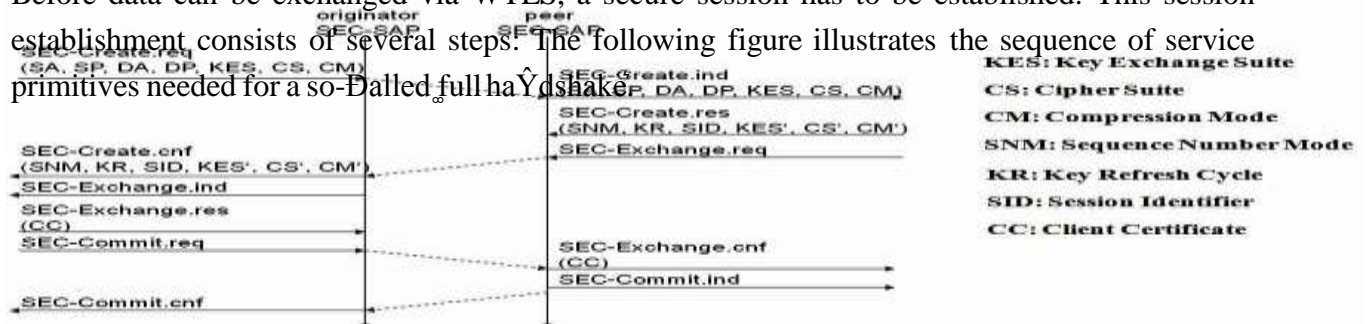 Before data can be exchanged via WTLS, a secure session has to be established. This session
originator peer
SEC-SAP SEC-SAP
establishment consists of several steps: The following figure illustrates the sequence of service
SEC-Create.req
(SA, SP, DA, DP, KES, CS, CM)
primitives needed for a so-Đalled full haŶdshake
∞
SEC-Create.ind
SP, DA, DP, KES, CS, CM)
SEC-Create.res
(SNM, KR, SID, KES', CS', CM')
SEC-Create.cnf
SEC-Exchange.req
(SNM, KR, SID, KES', CS', CM')
SEC-Exchange.ind
SEC-Exchange.res
(CC)
SEC-Commit.req
SEC-Exchange.cnf
(CC)
SEC-Commit.ind
SEC-Commit.cnf
KES: Key Exchange Suite
CS: Cipher Suite
CM: Compression Mode
SNM: Sequence Number Mode
KR: Key Refresh Cycle
SID: Session Identifier
CC: Client Certificate